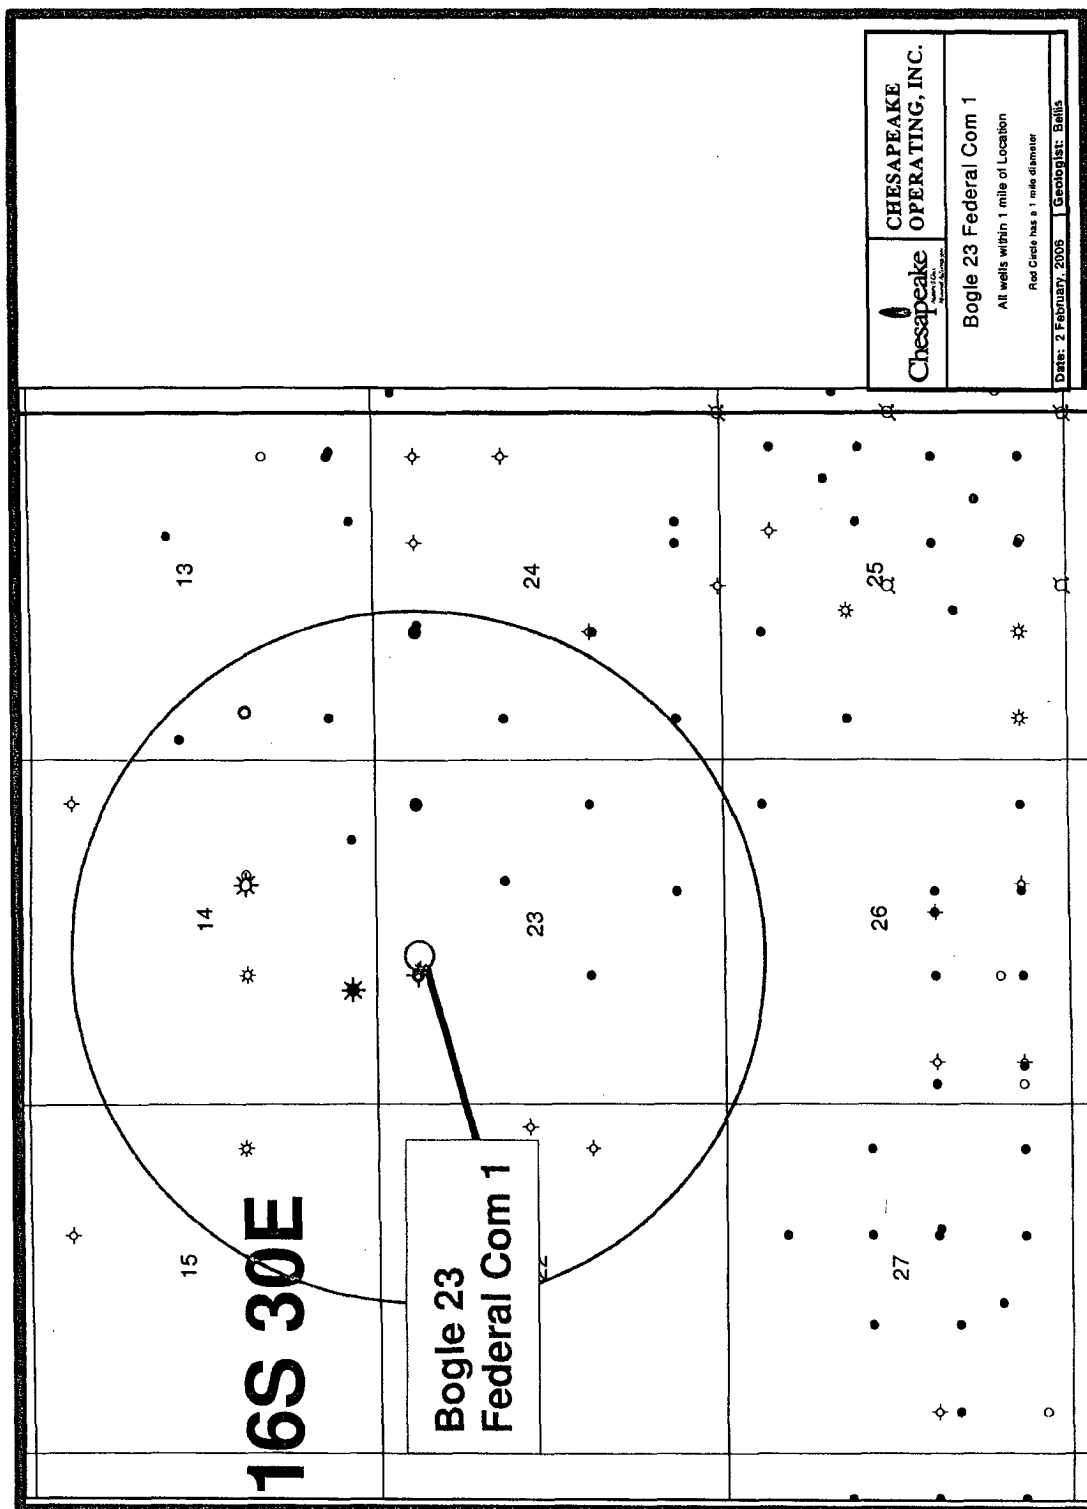 16S 30E
15
14
13
22
23
24
27
26
25
Bogle 23
Federal Com 1
Chesapeake
CHESAPEAKE
OPERATING, INC.
Bogle 23 Federal Com 1
All wells within 1 mile of Location
Red Circle has a 1 mile diameter
Date: 2 February, 2006
Geologist: Bellis